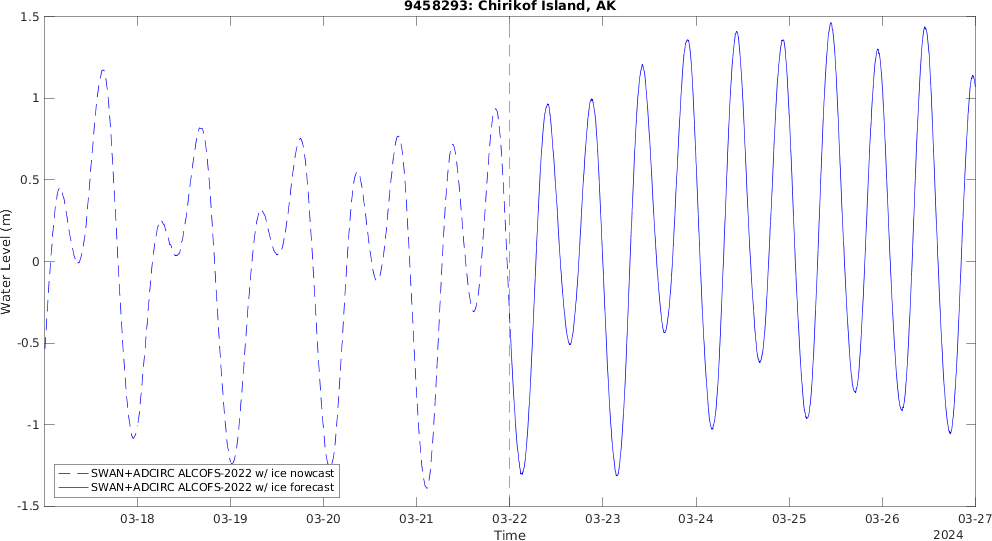 9458293: Chirikof Island, AK
1.5
1
0.5
0
-0.5
-1
-1.5
Water Level (m)
SWAN+ADCIRC ALCOFS-2022 w/ ice nowcast
SWAN+ADCIRC ALCOFS-2022 w/ ice forecast
03-18 03-19 03-20 03-21 03-22 03-23 03-24 03-25 03-26 03-27
Time
2024